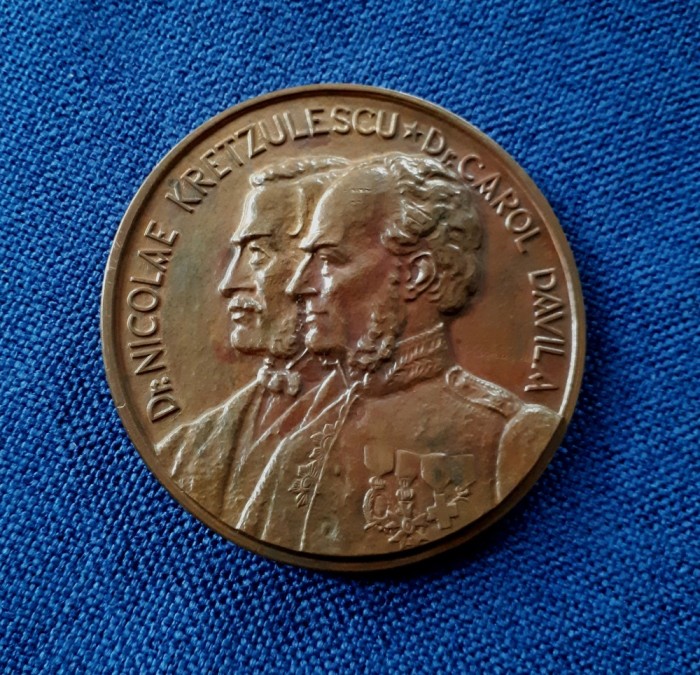 DR. NICOLAE KRETZULESCU ★ DR. CAROL DAVILA